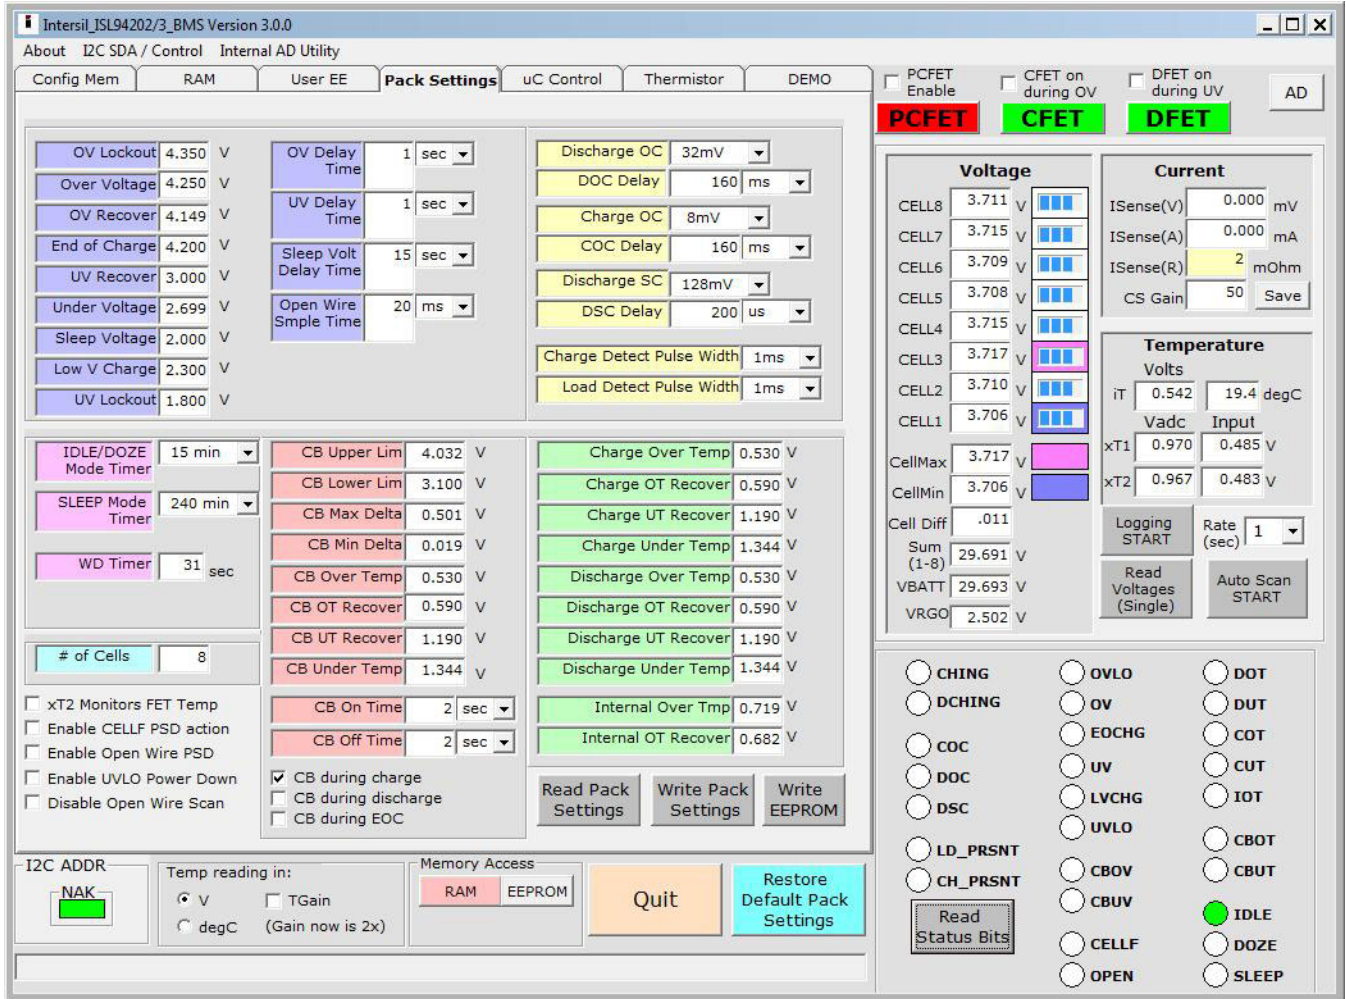 Intersil_ISL94202/3_BMS Version 3.0.0
About I2C SDA / Control Internal AD Utility
Config Mem RAM User EE Pack Settings uC Control Thermistor DEMO
OV Lockout 4.350 V
Over Voltage 4.250 V
OV Recover 4.149 V
End of Charge 4.200 V
UV Recover 3.000 V
Under Voltage 2.699 V
Sleep Voltage 2.000 V
Low V Charge 2.300 V
UV Lockout 1.800 V
OV Delay 1 sec
Time
UV Delay 1 sec
Time
Sleep Volt 15 sec
Delay Time
Open Wire 20 ms
Smple Time
Discharge OC 32mV
DOC Delay 160 ms
Charge OC 8mV
COC Delay 160 ms
Discharge SC 128mV
DSC Delay 200 us
Charge Detect Pulse Width 1ms
Load Detect Pulse Width 1ms
IDLE/DOZE 15 min
Mode Timer
SLEEP Mode 240 min
Timer
WD Timer 31 sec
# of Cells 8
xT2 Monitors FET Temp
Enable CELLF PSD action
Enable Open Wire PSD
Enable UVLO Power Down
Disable Open Wire Scan
CB Upper Lim 4.032 V
CB Lower Lim 3.100 V
CB Max Delta 0.501 V
CB Min Delta 0.019 V
CB Over Temp 0.530 V
CB OT Recover 0.590 V
CB UT Recover 1.190 V
CB Under Temp 1.344 V
CB On Time 2 sec
CB Off Time 2 sec
CB during charge
CB during discharge
CB during EOC
Charge Over Temp 0.530 V
Charge OT Recover 0.590 V
Charge UT Recover 1.190 V
Charge Under Temp 1.344 V
Discharge Over Temp 0.530 V
Discharge OT Recover 0.590 V
Discharge UT Recover 1.190 V
Discharge Under Temp 1.344 V
Internal Over Tmp 0.719 V
Internal OT Recover 0.682 V
Read Pack Write Pack Write
Settings Settings EEPROM
I2C ADDR
NAK
Temp reading in:
V TGain
degC (Gain now is 2x)
Memory Access
RAM EEPROM
Quit
Restore
Default Pack
Settings
PCFET CFET on DFET on
Enable during OV during UV
AD
PCFET CFET DFET
Voltage
CELL8 3.711 V
CELL7 3.715 V
CELL6 3.709 V
CELL5 3.708 V
CELL4 3.715 V
CELL3 3.717 V
CELL2 3.710 V
CELL1 3.706 V
CellMax 3.717 V
CellMin 3.706 V
Cell Diff .011
Sum
(1-8) 29.691 V
VBATT 29.693 V
VRGO 2.502 V
Current
ISense(V) 0.000 mV
ISense(A) 0.000 mA
ISense(R) 2 mOhm
CS Gain 50 Save
Temperature
Volts
iT 0.542 19.4 degC
Vadc Input
xT1 0.970 0.485 V
xT2 0.967 0.483 V
Logging
START
Rate
(sec) 1
Read
Voltages
(Single)
Auto Scan
START
CHING OVLO DOT
DCHING OV DUT
COC EOCHG COT
DOC UV CUT
DSC LVCHG IOT
UVLO
LD_PRSNT CBOT
CH_PRSNT CBOV CBUT
CBUV IDLE
Read
Status Bits
CELLF DOZE
OPEN SLEEP